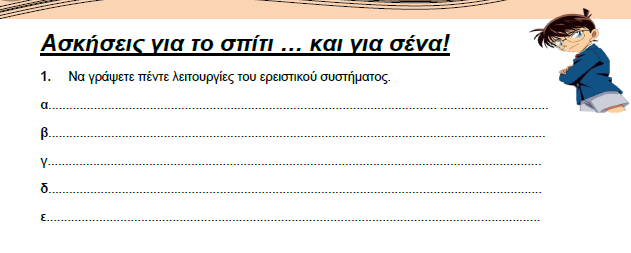 Ασκήσεις για το σπίτι … και για σένα!
1. Να γράψετε πέντε λειτουργίες του ερειστικού συστήματος.
α................................................................................................................ ...............................
β..............................................................................................................................................
γ.............................................................................................................................................
δ.............................................................................................................................................
ε.............................................................................................................................................